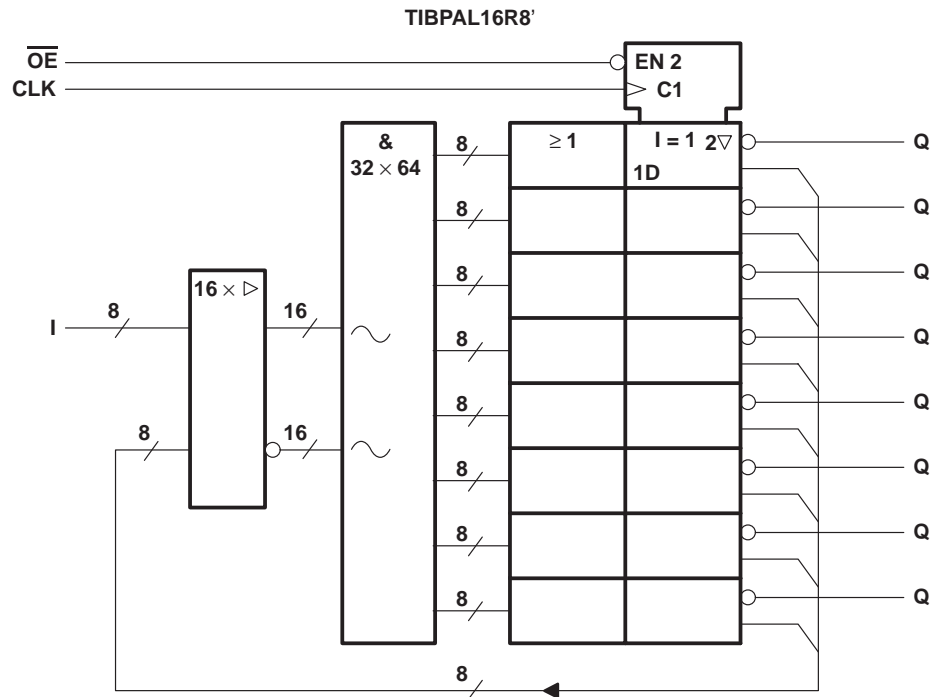 TIBPAL16R8’
OE
EN 2
CLK
C1
&
32 × 64
8
≥ 1
I = 1 2▽
1D
Q
8
Q
8
Q
16 × ▷
8
16
I
8
Q
8
Q
8
16
8
Q
8
Q
8
Q
8